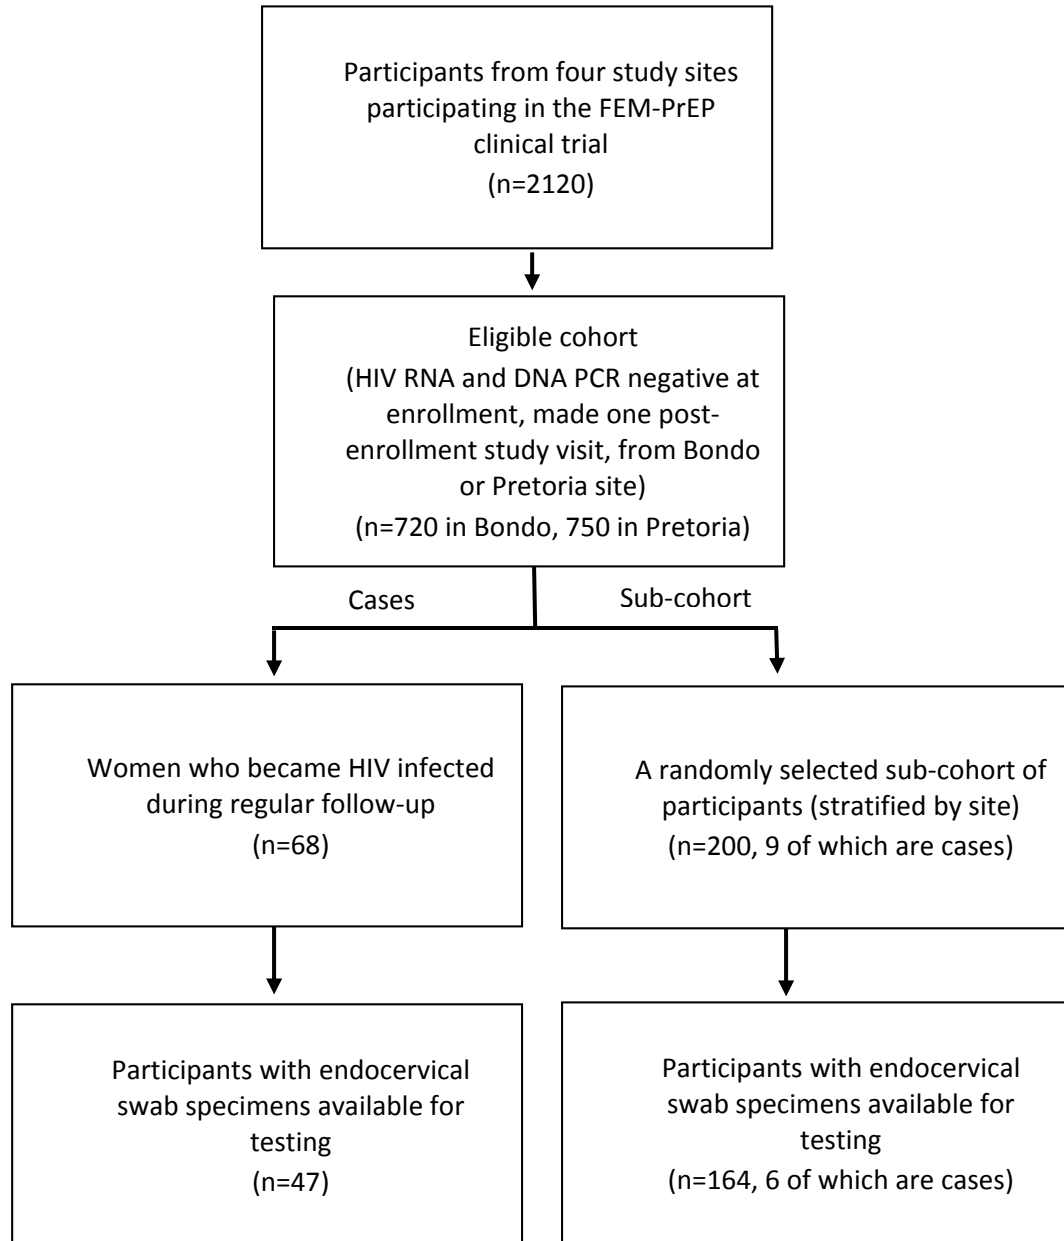 Participants from four study sites
participating in the FEM-PrEP
clinical trial
(n=2120)
Eligible cohort
(HIV RNA and DNA PCR negative at
enrollment, made one post-
enrollment study visit, from Bondo
or Pretoria site)
(n=720 in Bondo, 750 in Pretoria)
Cases
Sub-cohort
Women who became HIV infected
during regular follow-up
(n=68)
A randomly selected sub-cohort of
participants (stratified by site)
(n=200, 9 of which are cases)
Participants with endocervical
swab specimens available for
testing
(n=47)
Participants with endocervical
swab specimens available for
testing
(n=164, 6 of which are cases)